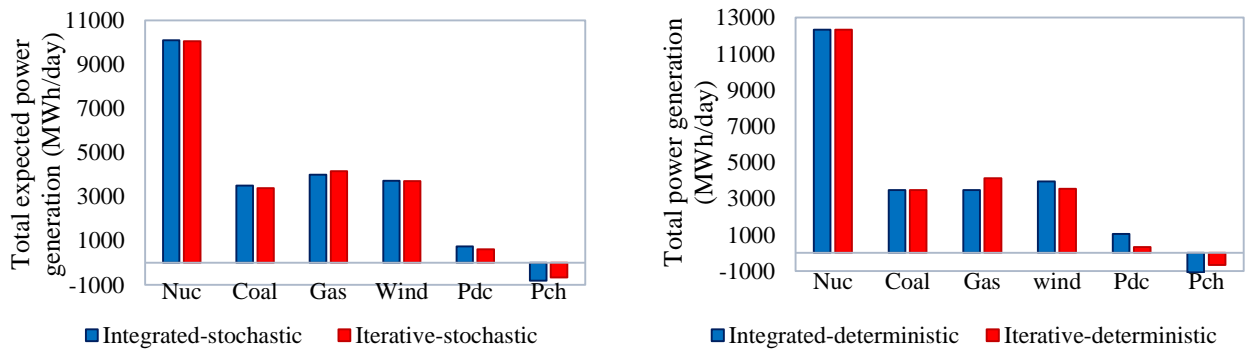 Total expected power
generation (MWh/day)
11000
9000
7000
5000
3000
1000
-1000
Nuc Coal Gas Wind Pdc Pch
Integrated-stochastic Iterative-stochastic
Total power generation
(MWh/day)
13000
11000
9000
7000
5000
3000
1000
-1000
Nuc Coal Gas wind Pdc Pch
Integrated-deterministic Iterative-deterministic